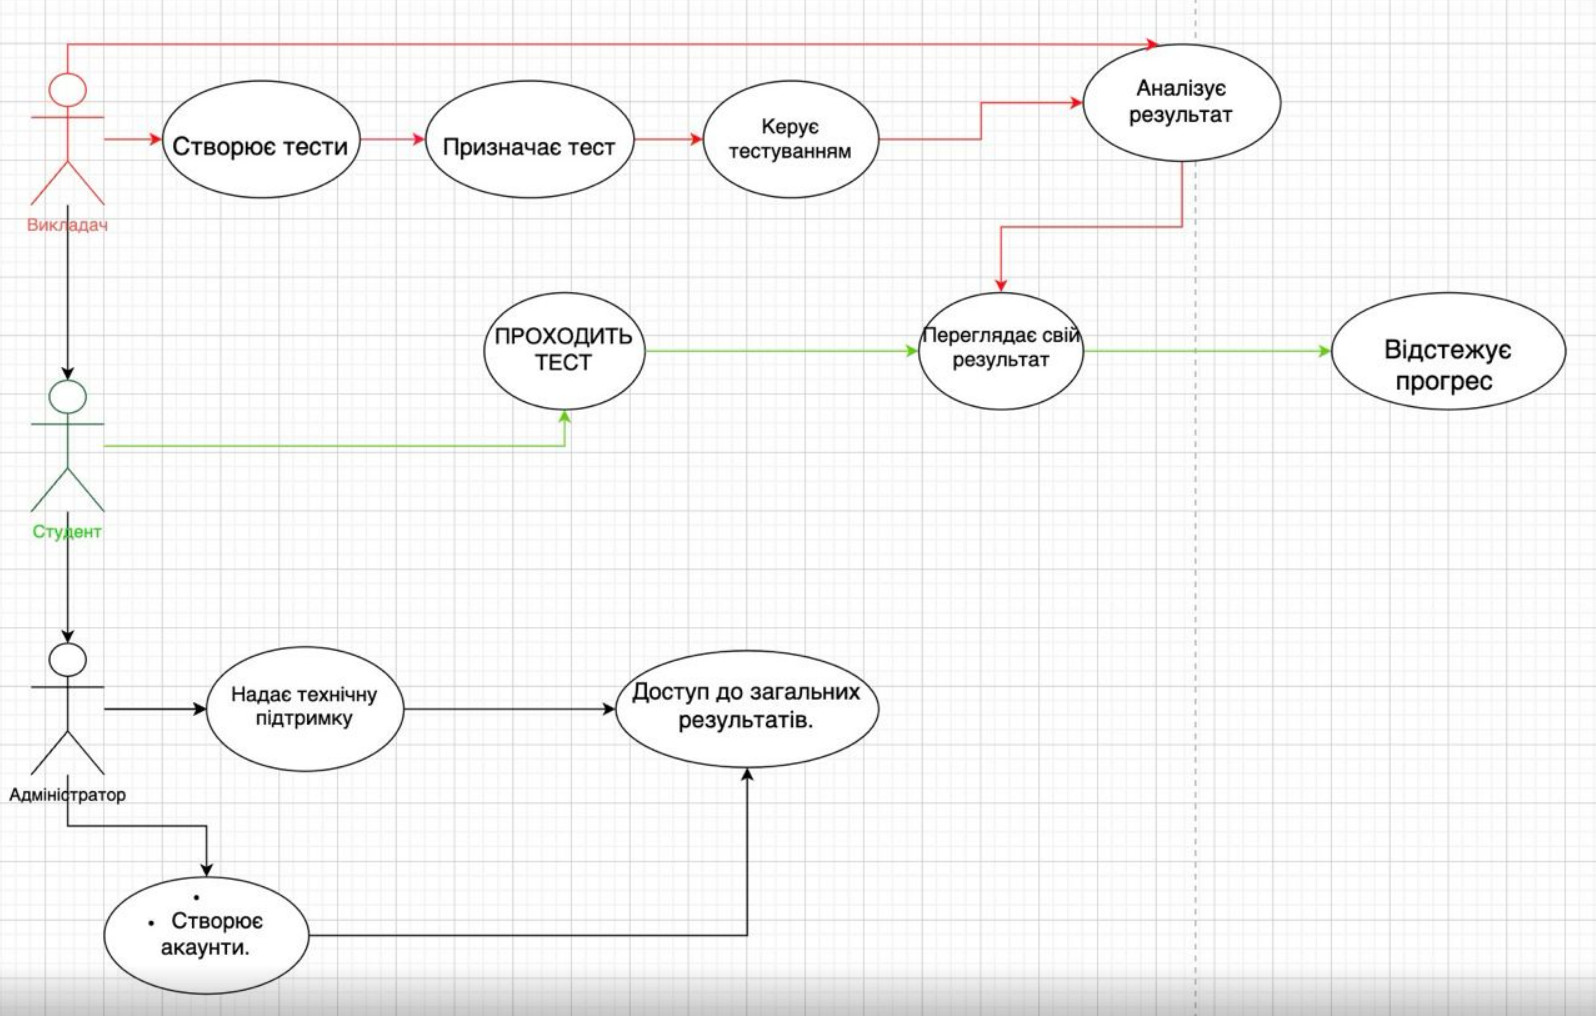 Аналізує
результат
Створює тести
Призначає тест
Керує
тестуванням
Викладач
ПРОХОДИТЬ
ТЕСТ
Переглядає свій
результат
Відстежує
прогрес
Студент
Надає технічну
підтримку
Доступ до загальних
результатів.
Адміністратор
•
• Створює
акаунти.